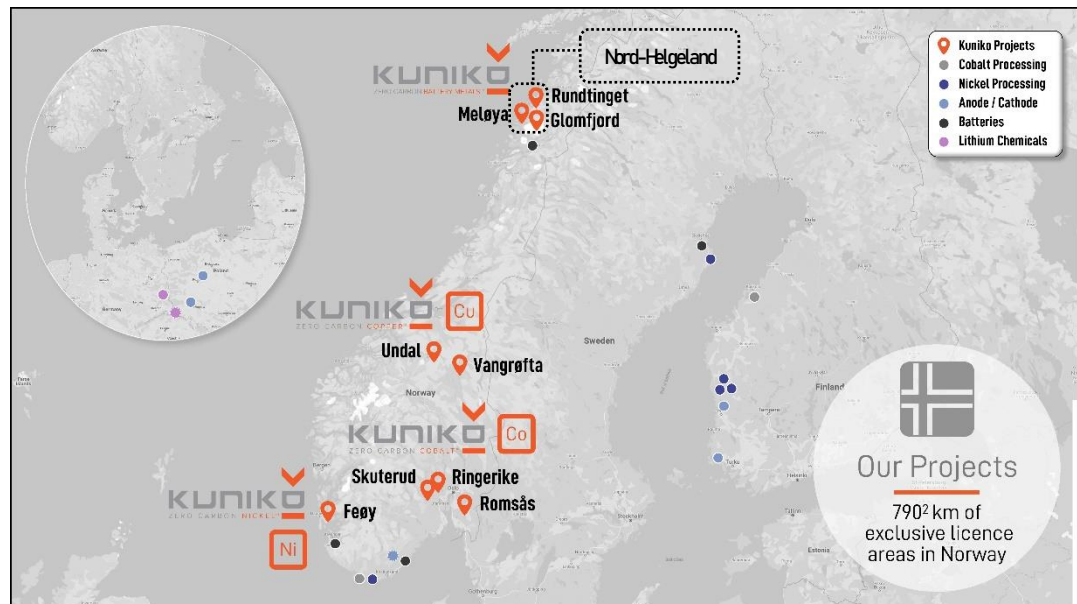 Nord-Helgeland
KUNIKO
ZERO CARBON BATTERY METALS
Rundtinget
Meløya
Glomfjord
Kuniko Projects
Cobalt Processing
Nickel Processing
Anode / Cathode
Batteries
Lithium Chemicals
KUNIKO
ZERO CARBON COPPER
Cu
Undal
Vangrøfta
Sweden
Norway
Finland
KUNIKO
ZERO CARBON COBALT
Co
Skuterud
Ringerike
Romsås
KUNIKO
ZERO CARBON NICKEL
Feøy
Ni
Our Projects
790² km of
exclusive licence
areas in Norway
Estonia